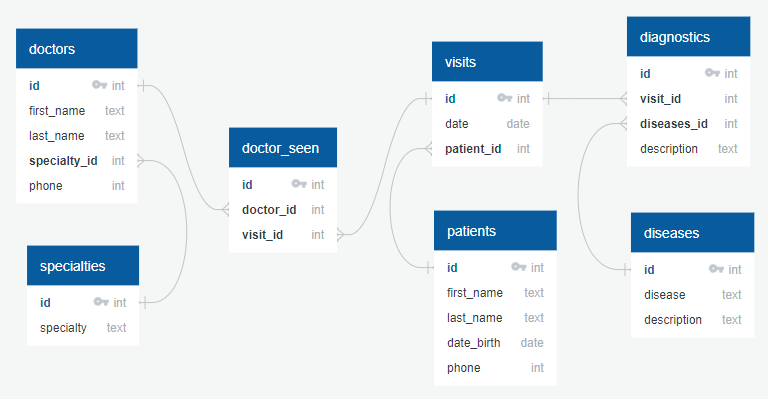 doctors
id int
first_name text
last_name text
specialty_id int
phone int
specialties
id int
specialty text
doctor_seen
id int
doctor_id int
visit_id int
visits
id int
date date
patient_id int
patients
id int
first_name text
last_name text
date_birth date
phone int
diagnostics
id int
visit_id int
diseases_id int
description text
diseases
id int
disease text
description text